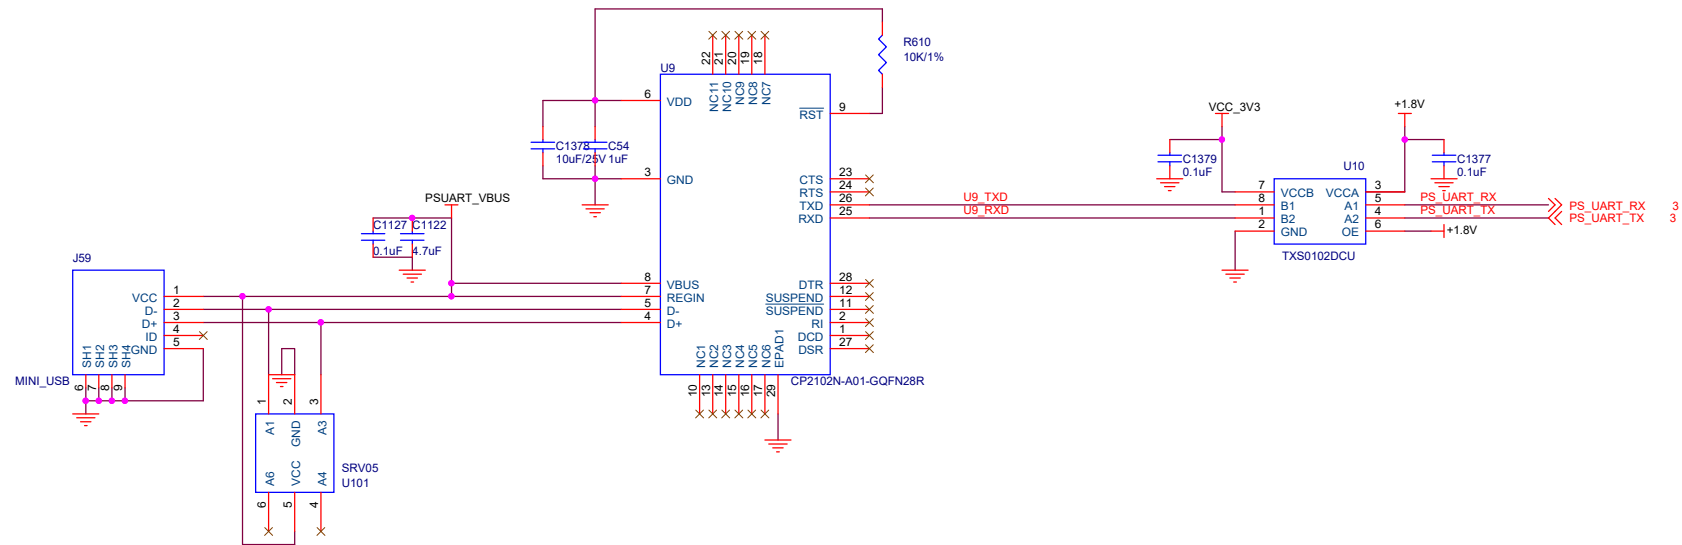 R610
10K/1%
22
21
20
19
18
U9
NC11
NC10
NC9
NC8
NC7
6
VDD
RST
9
C1378
10uF/25V
C54
1uF
3
GND
CTS
23
RTS
24
TXD
26
RXD
25
U9_TXD
U9_RXD
VCC_3V3
+1.8V
C1379
0.1uF
C1377
0.1uF
U10
7
VCCB
VCCA
3
8
B1
A1
5
1
B2
A2
4
2
GND
OE
6
PS_UART_RX
PS_UART_TX
PS_UART_RX 3
PS_UART_TX 3
+1.8V
TXS0102DCU
PSUART_VBUS
C1127
0.1uF
C1122
4.7uF
8
VBUS
7
REGIN
5
D-
4
D+
DTR
28
SUSPEND
12
SUSPEND
11
RI
2
DCD
1
DSR
27
NC1
NC2
NC3
NC4
NC5
NC6
EPAD1
10
13
14
15
16
17
29
CP2102N-A01-GQFN28R
J59
VCC
1
D-
2
D+
3
ID
4
GND
5
SH1
SH2
SH3
SH4
6
7
8
9
MINI_USB
1
2
3
A1
GND
A3
A6
VCC
A4
6
5
4
SRV05
U101